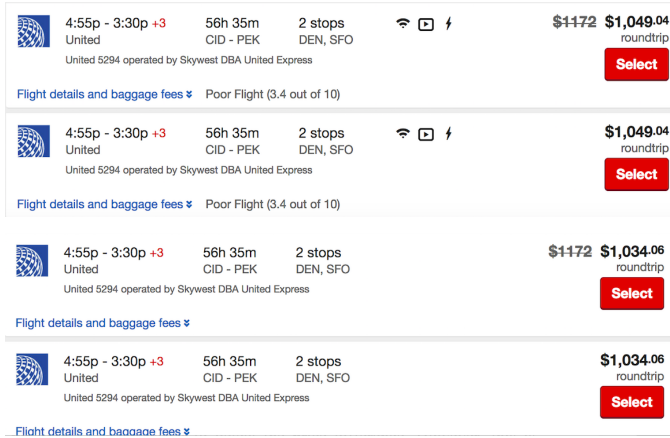 4:55p - 3:30p +3 56h 35m 2 stops $1172 $1,049.04
United CID - PEK DEN, SFO roundtrip
United 5294 operated by Skywest DBA United Express Select
Flight details and baggage fees Poor Flight (3.4 out of 10)
4:55p - 3:30p +3 56h 35m 2 stops $1,049.04
United CID - PEK DEN, SFO roundtrip
United 5294 operated by Skywest DBA United Express Select
Flight details and baggage fees Poor Flight (3.4 out of 10)
4:55p - 3:30p +3 56h 35m 2 stops $1172 $1,034.06
United CID - PEK DEN, SFO roundtrip
United 5294 operated by Skywest DBA United Express Select
Flight details and baggage fees
4:55p - 3:30p +3 56h 35m 2 stops $1,034.06
United CID - PEK DEN, SFO roundtrip
United 5294 operated by Skywest DBA United Express Select
Flight details and baggage fees